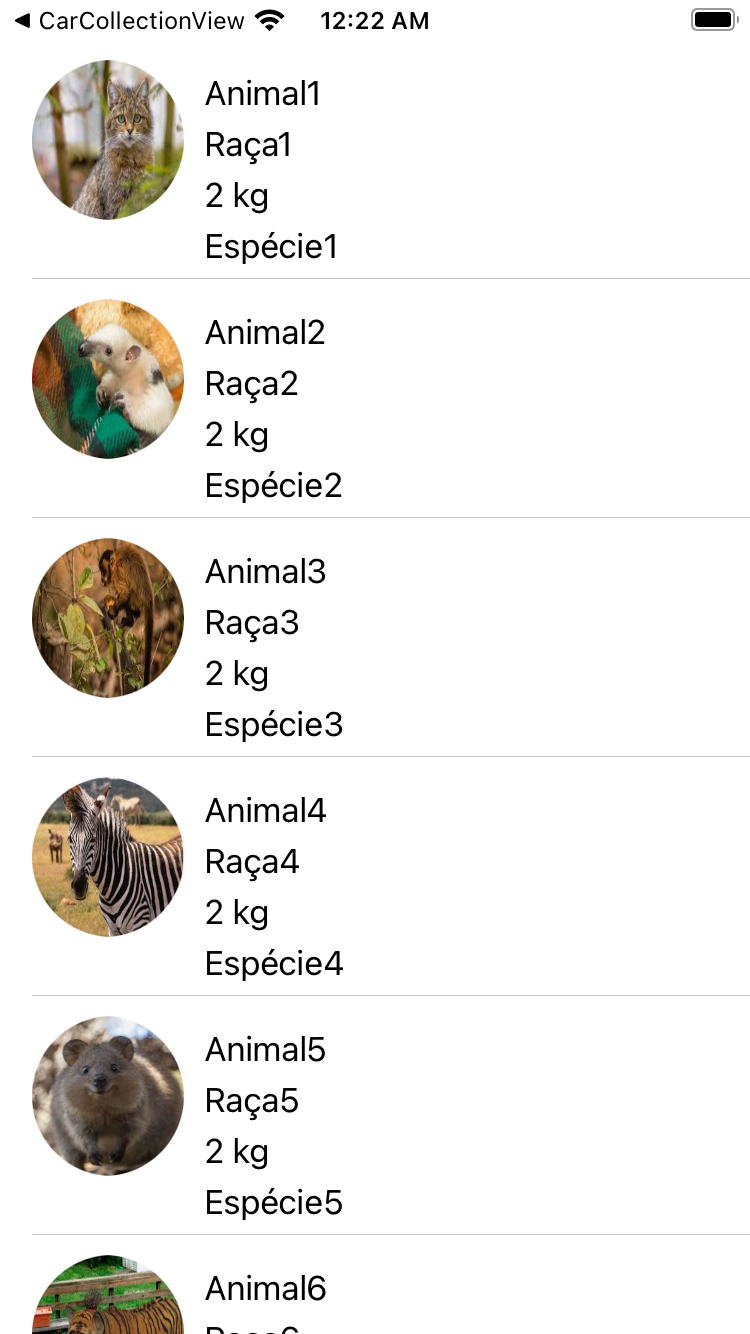 ◀ CarCollectionView 12:22 AM
Animal1
Raça1
2 kg
Espécie1
Animal2
Raça2
2 kg
Espécie2
Animal3
Raça3
2 kg
Espécie3
Animal4
Raça4
2 kg
Espécie4
Animal5
Raça5
2 kg
Espécie5
Animal6